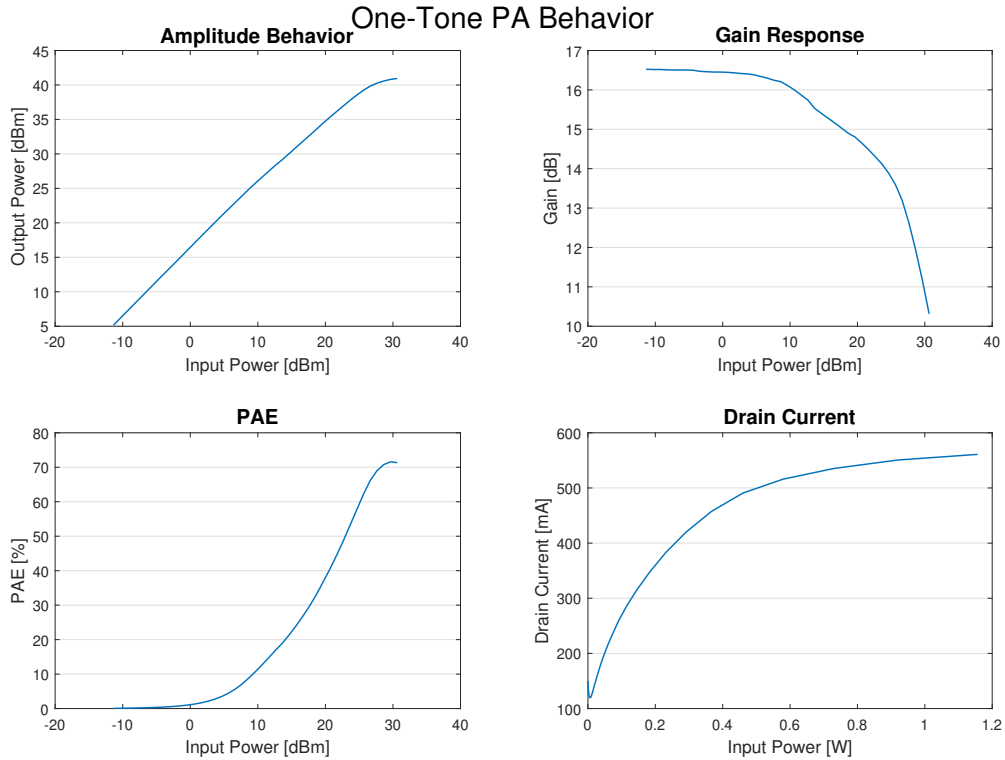 One-Tone PA Behavior
Amplitude Behavior
45
40
35
30
25
20
15
10
5
Output Power [dBm]
-20 -10 0 10 20 30 40
Input Power [dBm]
Gain Response
17
16
15
14
13
12
11
10
Gain [dB]
-20 -10 0 10 20 30 40
Input Power [dBm]
PAE
80
70
60
50
40
30
20
10
0
PAE [%]
-20 -10 0 10 20 30 40
Input Power [dBm]
Drain Current
600
500
400
300
200
100
Drain Current [mA]
0 0.2 0.4 0.6 0.8 1 1.2
Input Power [W]